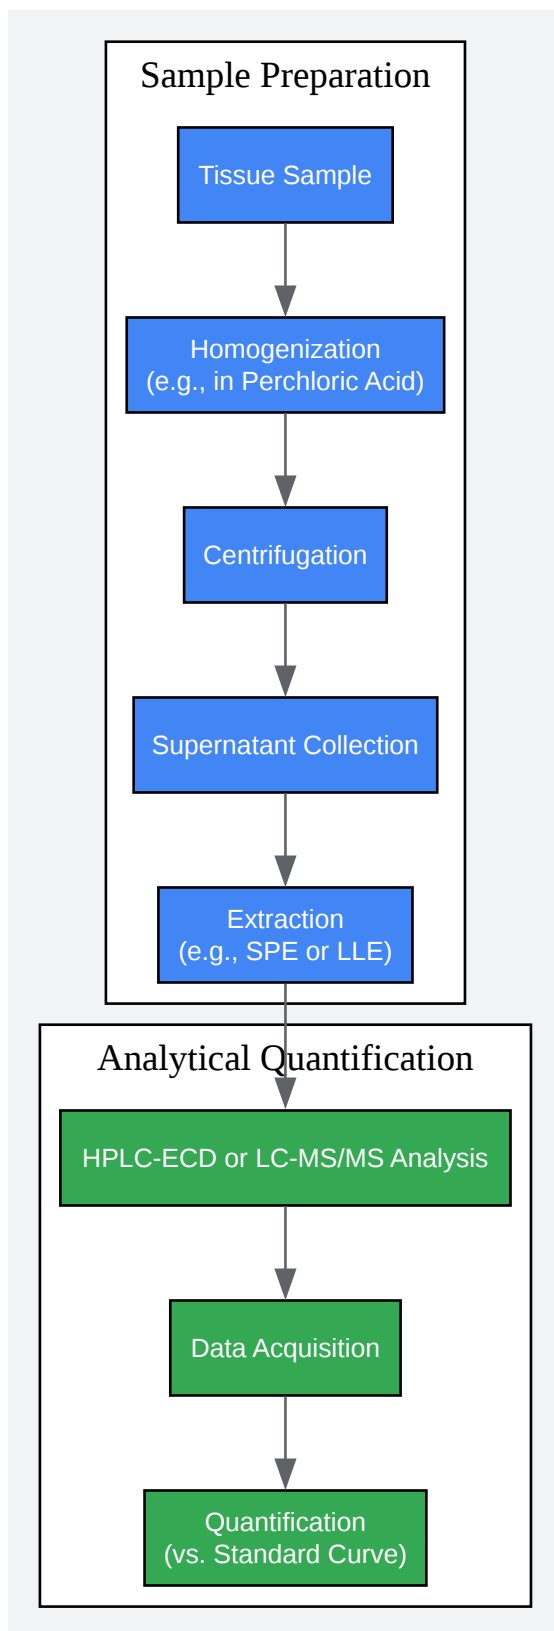 Sample Preparation
Tissue Sample
Homogenization
(e.g., in Perchloric Acid)
Centrifugation
Supernatant Collection
Extraction
(e.g., SPE or LLE)
Analytical Quantification
HPLC-ECD or LC-MS/MS Analysis
Data Acquisition
Quantification
(vs. Standard Curve)